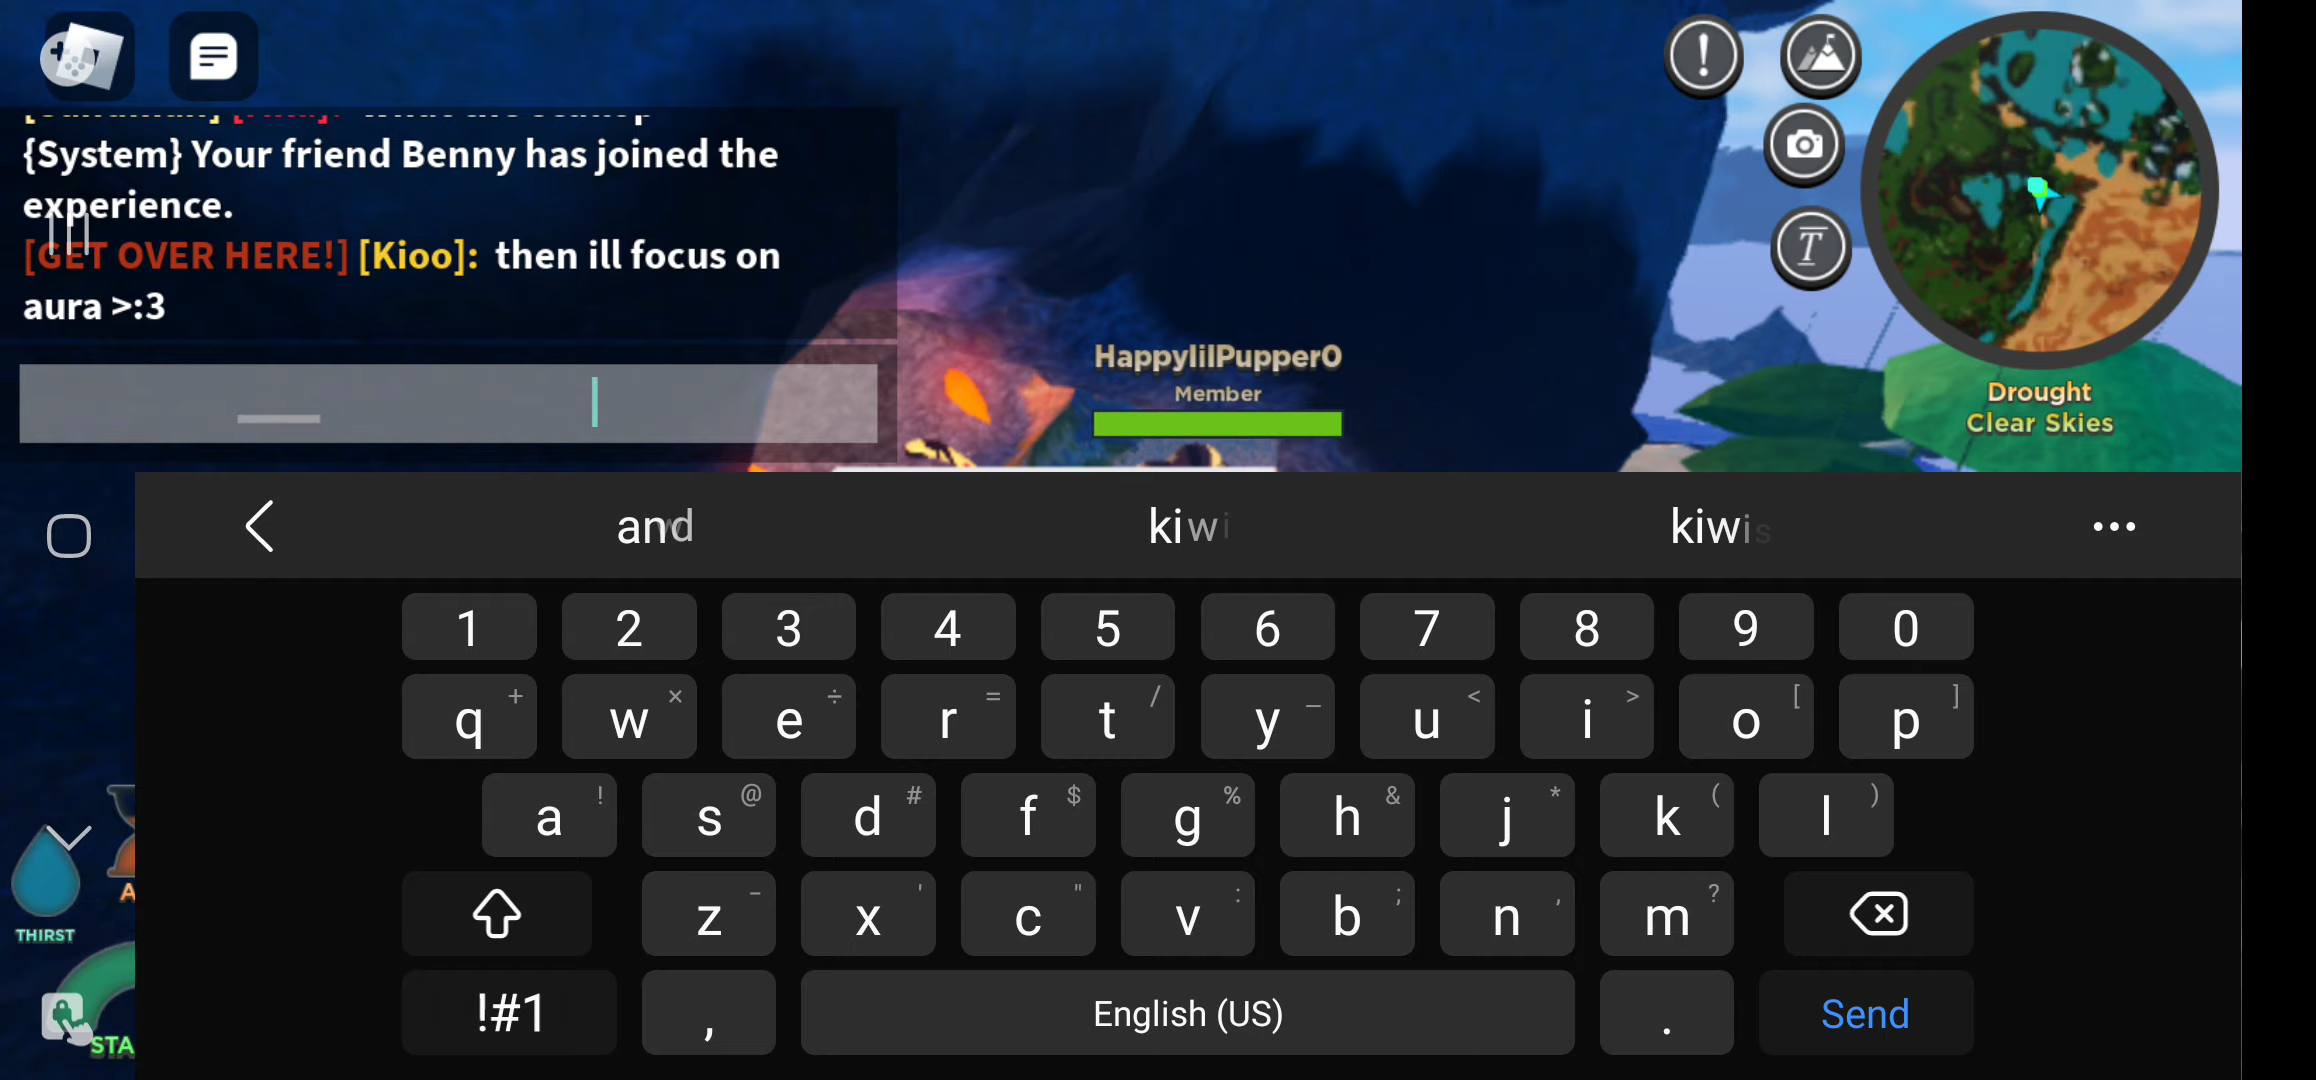 {System} Your friend Benny has joined the
experience.
[GET OVER HERE!] [Kioo]: then ill focus on
aura >:3
HappylilPupper0
Member
Drought
Clear Skies
and kiwi kiwis
1 2 3 4 5 6 7 8 9 0
q + w × e ÷ r = t / y _ u < i > o [ p ]
a ! s @ d # f $ g % h & j * k ( l )
z - x ' c " v : b ; n , m ?
!#1 , English (US) . Send
THIRST
A
STA